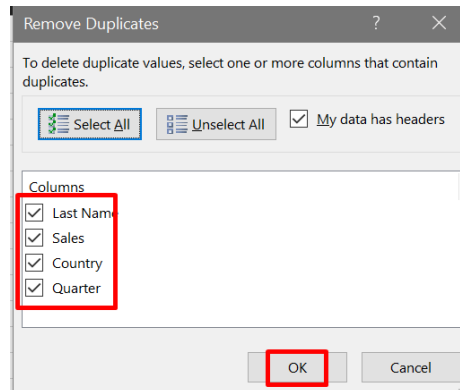 Remove Duplicates ? ×
To delete duplicate values, select one or more columns that contain
duplicates.
Select All Unselect All My data has headers
Columns
Last Name
Sales
Country
Quarter
OK Cancel